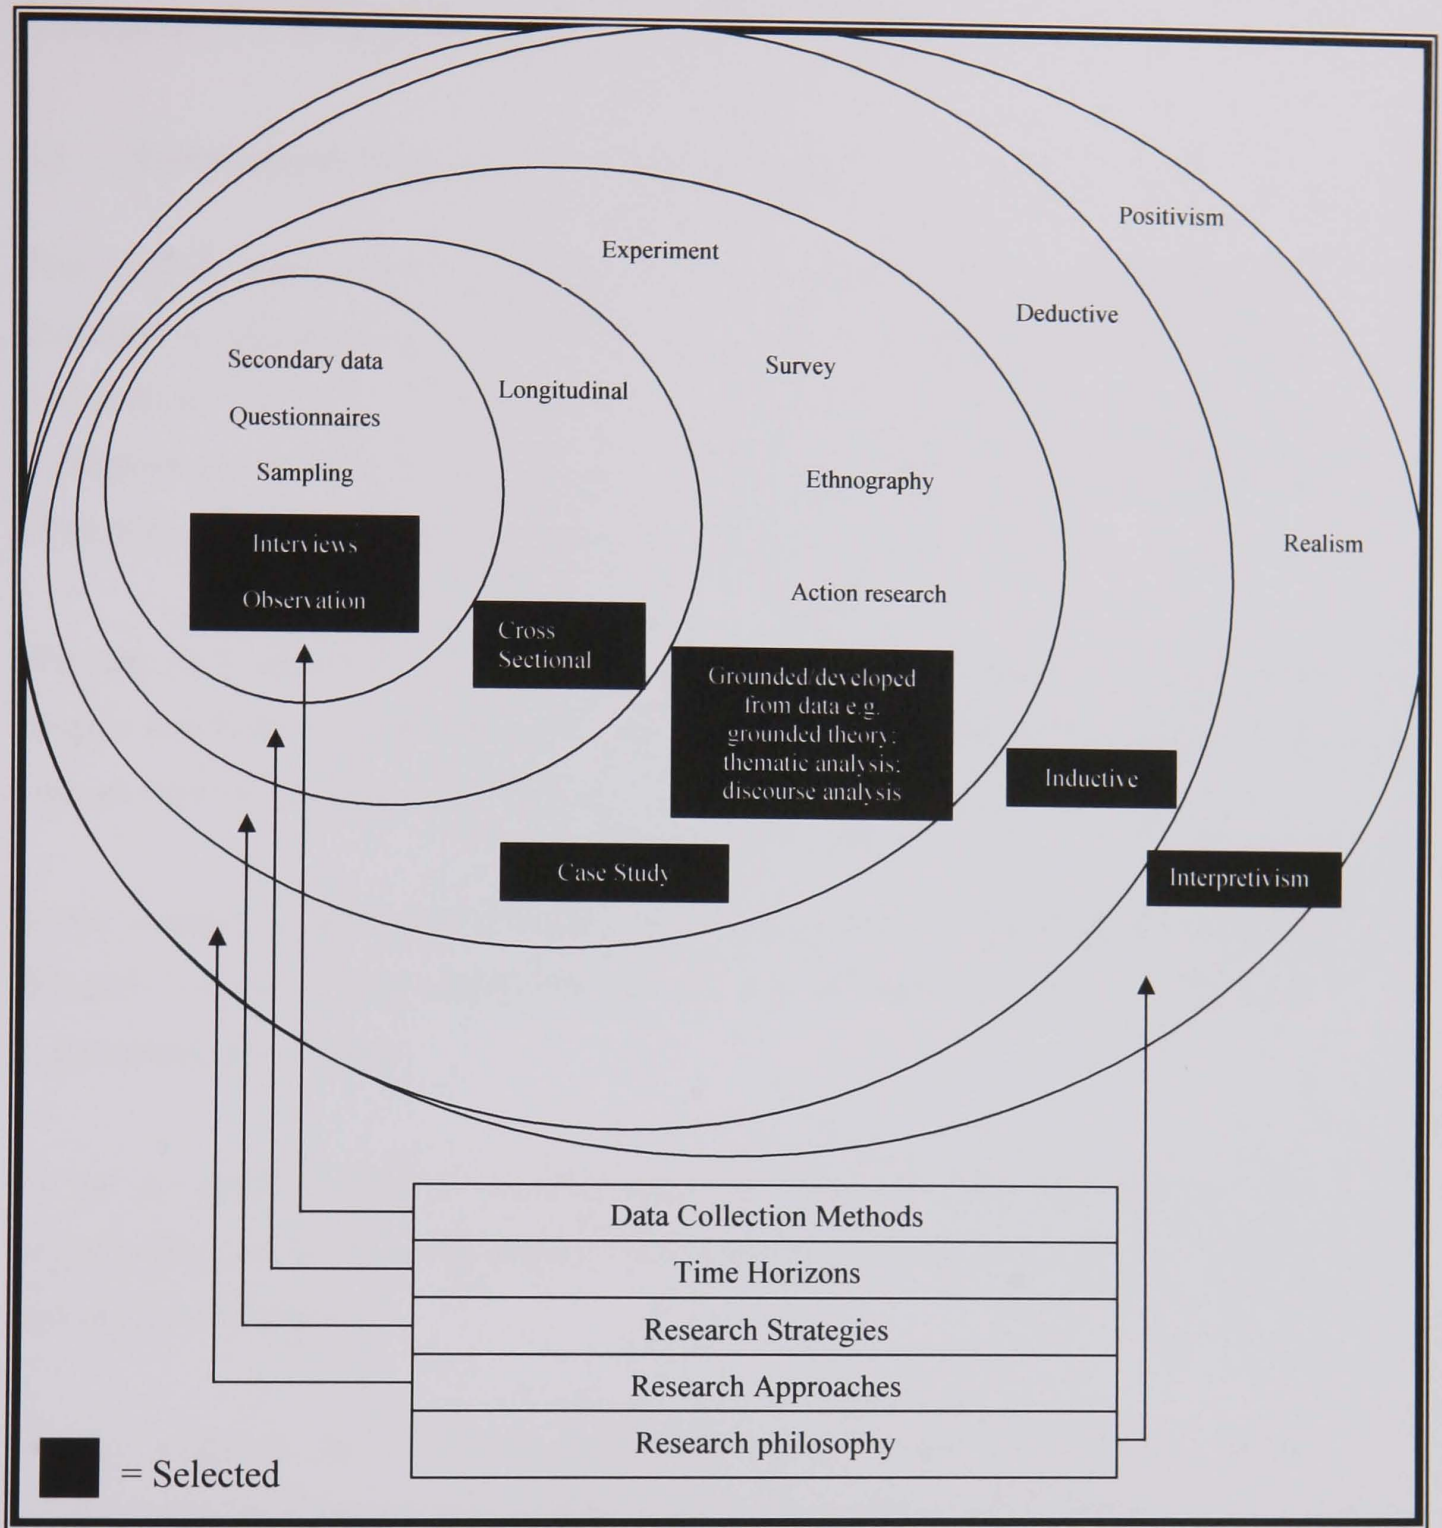 Positivism
Experiment
Deductive
Secondary data
Survey
Longitudinal
Questionnaires
Sampling
Ethnography
Interviews
Realism
Observation
Action research
Cross
Sectional
Grounded/developed
from data e.g.
grounded theory;
thematic analysis;
discourse analysis
Inductive
Case Study
Interpretivism
Data Collection Methods
Time Horizons
Research Strategies
Research Approaches
Research philosophy
= Selected